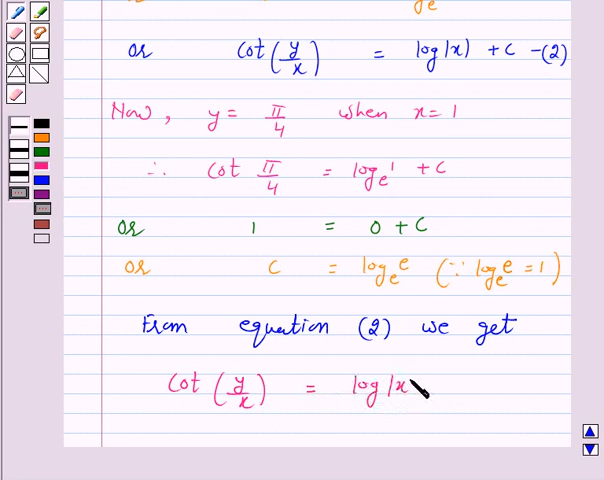 e
or cot(y/x) = log|x| + C -(2)
Now, y = π/4 when x = 1
∴ cot π/4 = logₑ1 + C
or 1 = 0 + C
or C = logₑe (∵ logₑe = 1)
From equation (2) we get
cot(y/x) = log|x